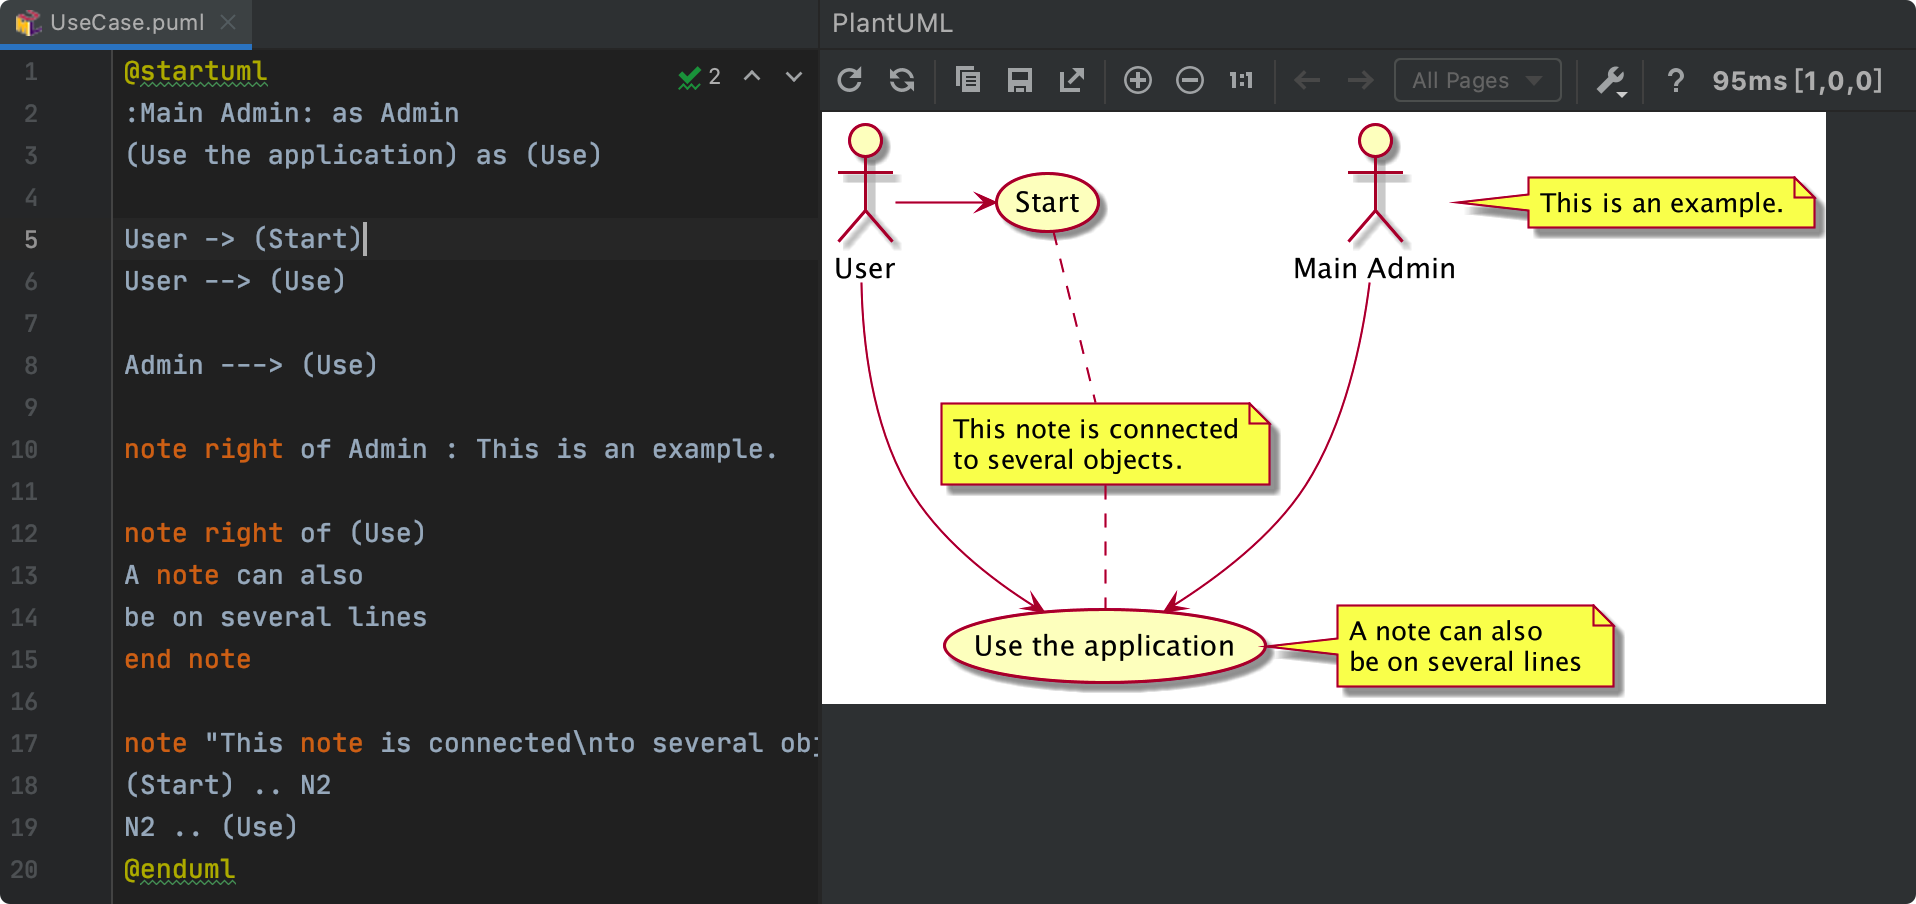 UseCase.puml
1 @startuml
2 :Main Admin: as Admin
3 (Use the application) as (Use)
4
5 User -> (Start)
6 User --> (Use)
7
8 Admin ---> (Use)
9
10 note right of Admin : This is an example.
11
12 note right of (Use)
13 A note can also
14 be on several lines
15 end note
16
17 note "This note is connected\nto several obj
18 (Start) .. N2
19 N2 .. (Use)
20 @enduml
2
PlantUML
1:1
All Pages
? 95ms [1,0,0]
User
Start
Main Admin
This is an example.
This note is connected
to several objects.
Use the application
A note can also
be on several lines